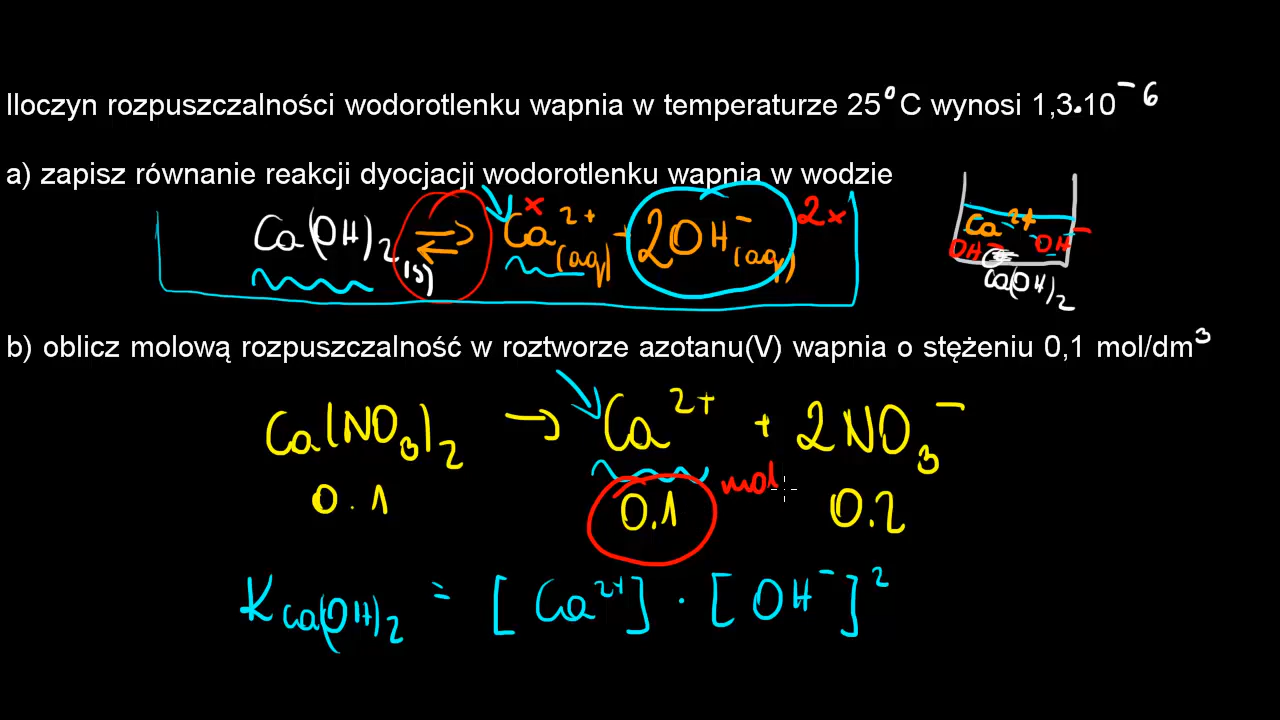 Iloczyn rozpuszczalności wodorotlenku wapnia w temperaturze 25°C wynosi 1,3·10⁻⁶
a) zapisz równanie reakcji dyocjacji wodorotlenku wapnia w wodzie
x 2x
Ca(OH)₂(s) ⇌ Ca²⁺(aq) + 2OH⁻(aq)
Ca²⁺
OH⁻ OH⁻
Ca(OH)₂
b) oblicz molową rozpuszczalność w roztworze azotanu(V) wapnia o stężeniu 0,1 mol/dm³
Ca(NO₃)₂ → Ca²⁺ + 2NO₃⁻
0.1 0.1 mol 0.2
K Ca(OH)₂ = [Ca²⁺]·[OH⁻]²